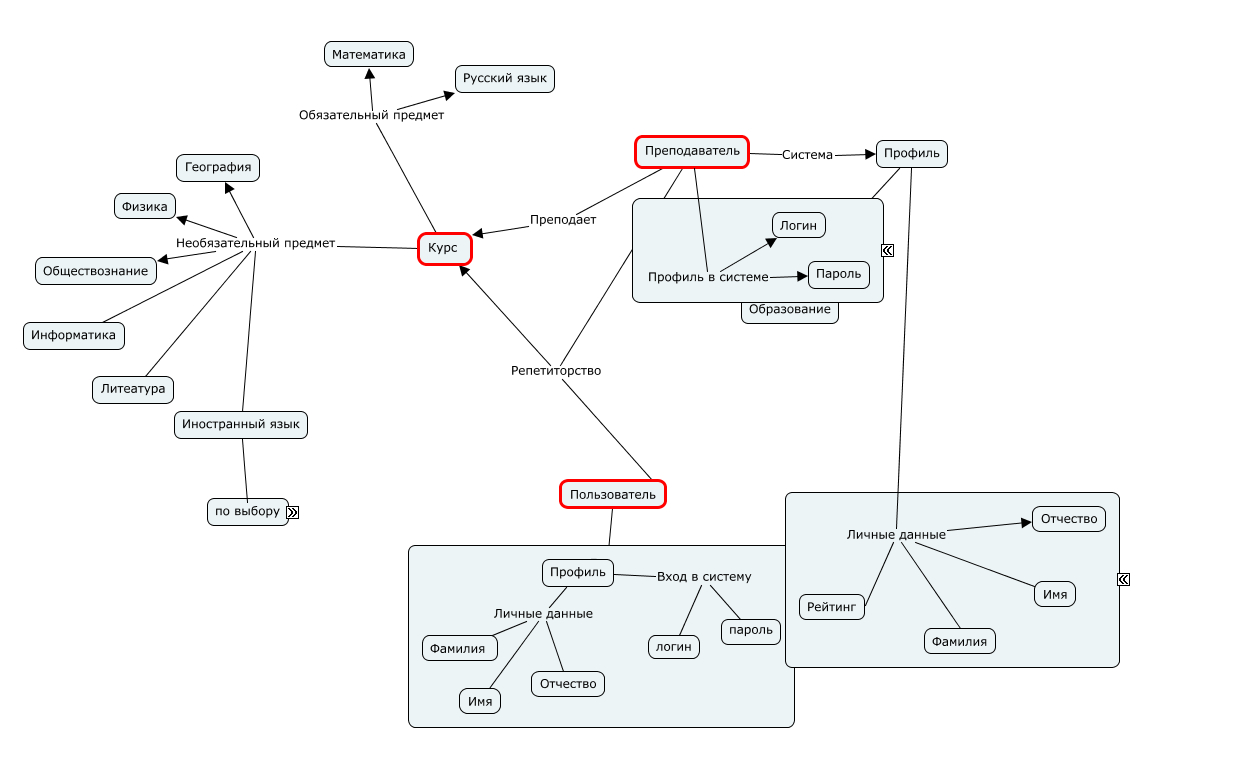 Математика
Русский язык
Обязательный предмет
Преподаватель
Система
Профиль
География
Физика
Преподает
Логин
Необязательный предмет
Курс
Обществознание
Профиль в системе
Пароль
Образование
Информатика
Репетиторство
Литеатура
Иностранный язык
Пользователь
по выбору
Отчество
Личные данные
Профиль
Вход в систему
Имя
Рейтинг
Личные данные
пароль
Фамилия
Фамилия
логин
Отчество
Имя